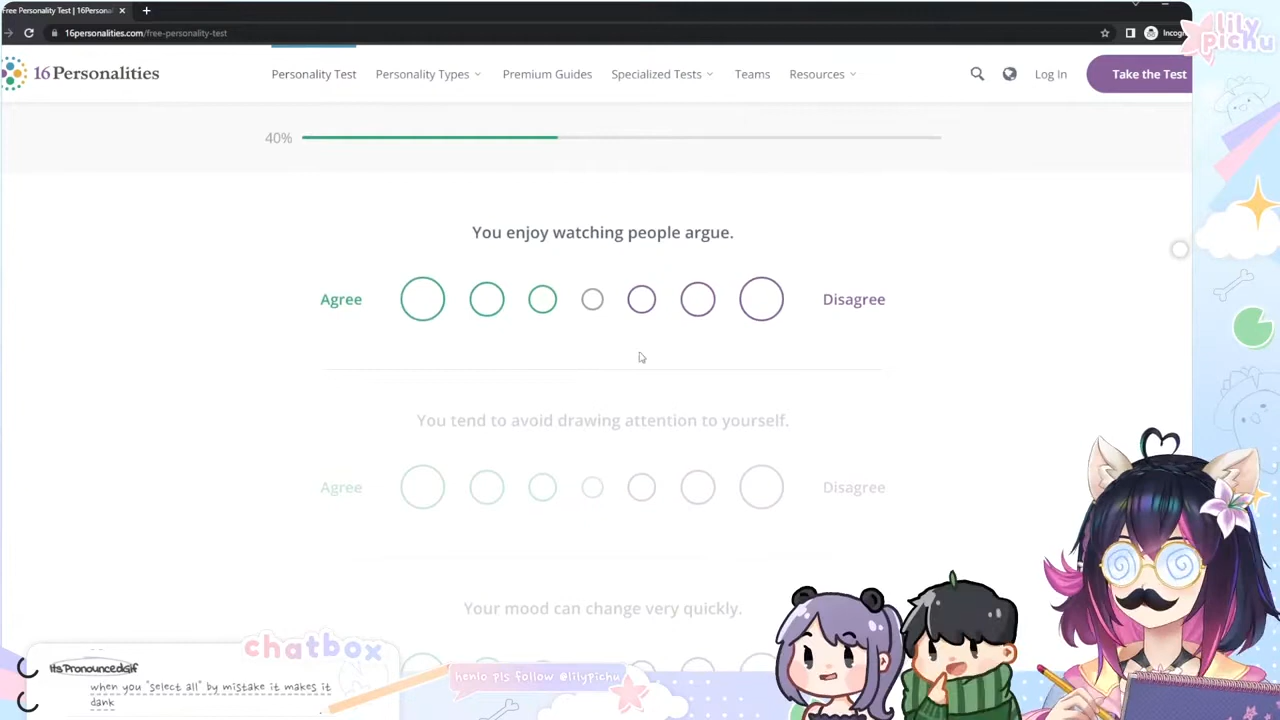 Free Personality Test | 16Personal
16personalities.com/free-personality-test
Incogn
lily
pichu
16Personalities
Personality Test
Personality Types
Premium Guides
Specialized Tests
Teams
Resources
Log In
Take the Test
40%
You enjoy watching people argue.
Agree
Disagree
You tend to avoid drawing attention to yourself.
Agree
Disagree
Your mood can change very quickly.
chatbox
ItsPronouncedGif
when you "select all" by mistake it makes it
dank
henlo pls follow @lilypichu